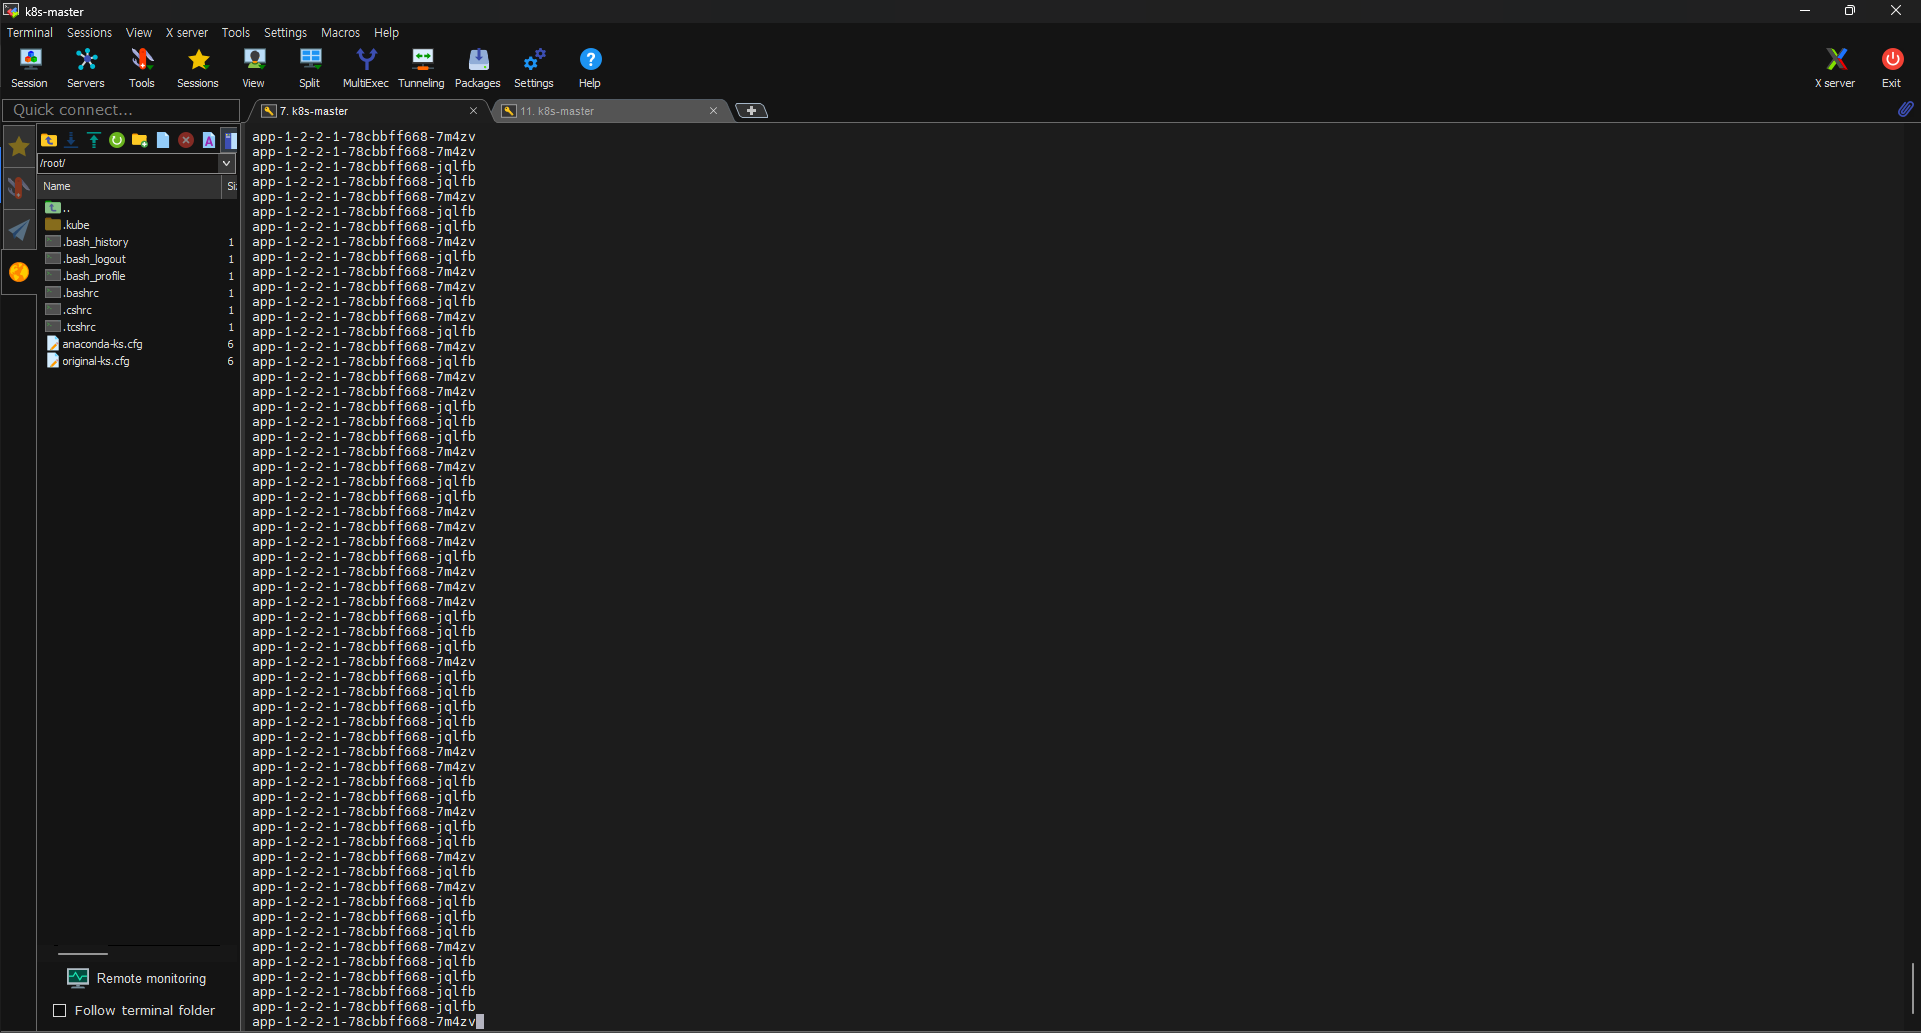 k8s-master
Terminal Sessions View X server Tools Settings Macros Help
Session Servers Tools Sessions View Split MultiExec Tunneling Packages Settings Help X server Exit
Quick connect...
7. k8s-master
11. k8s-master
/root/
Name Si
..
.kube
.bash_history 1
.bash_logout 1
.bash_profile 1
.bashrc 1
.cshrc 1
.tcshrc 1
anaconda-ks.cfg 6
original-ks.cfg 6
Remote monitoring
Follow terminal folder
app-1-2-2-1-78cbbff668-7m4zv
app-1-2-2-1-78cbbff668-7m4zv
app-1-2-2-1-78cbbff668-jqlfb
app-1-2-2-1-78cbbff668-jqlfb
app-1-2-2-1-78cbbff668-7m4zv
app-1-2-2-1-78cbbff668-jqlfb
app-1-2-2-1-78cbbff668-jqlfb
app-1-2-2-1-78cbbff668-7m4zv
app-1-2-2-1-78cbbff668-jqlfb
app-1-2-2-1-78cbbff668-7m4zv
app-1-2-2-1-78cbbff668-7m4zv
app-1-2-2-1-78cbbff668-jqlfb
app-1-2-2-1-78cbbff668-7m4zv
app-1-2-2-1-78cbbff668-jqlfb
app-1-2-2-1-78cbbff668-7m4zv
app-1-2-2-1-78cbbff668-jqlfb
app-1-2-2-1-78cbbff668-7m4zv
app-1-2-2-1-78cbbff668-7m4zv
app-1-2-2-1-78cbbff668-jqlfb
app-1-2-2-1-78cbbff668-jqlfb
app-1-2-2-1-78cbbff668-jqlfb
app-1-2-2-1-78cbbff668-7m4zv
app-1-2-2-1-78cbbff668-7m4zv
app-1-2-2-1-78cbbff668-jqlfb
app-1-2-2-1-78cbbff668-jqlfb
app-1-2-2-1-78cbbff668-7m4zv
app-1-2-2-1-78cbbff668-7m4zv
app-1-2-2-1-78cbbff668-7m4zv
app-1-2-2-1-78cbbff668-jqlfb
app-1-2-2-1-78cbbff668-7m4zv
app-1-2-2-1-78cbbff668-7m4zv
app-1-2-2-1-78cbbff668-7m4zv
app-1-2-2-1-78cbbff668-jqlfb
app-1-2-2-1-78cbbff668-jqlfb
app-1-2-2-1-78cbbff668-jqlfb
app-1-2-2-1-78cbbff668-7m4zv
app-1-2-2-1-78cbbff668-jqlfb
app-1-2-2-1-78cbbff668-jqlfb
app-1-2-2-1-78cbbff668-jqlfb
app-1-2-2-1-78cbbff668-jqlfb
app-1-2-2-1-78cbbff668-jqlfb
app-1-2-2-1-78cbbff668-7m4zv
app-1-2-2-1-78cbbff668-7m4zv
app-1-2-2-1-78cbbff668-jqlfb
app-1-2-2-1-78cbbff668-jqlfb
app-1-2-2-1-78cbbff668-7m4zv
app-1-2-2-1-78cbbff668-jqlfb
app-1-2-2-1-78cbbff668-jqlfb
app-1-2-2-1-78cbbff668-7m4zv
app-1-2-2-1-78cbbff668-jqlfb
app-1-2-2-1-78cbbff668-7m4zv
app-1-2-2-1-78cbbff668-jqlfb
app-1-2-2-1-78cbbff668-jqlfb
app-1-2-2-1-78cbbff668-jqlfb
app-1-2-2-1-78cbbff668-7m4zv
app-1-2-2-1-78cbbff668-jqlfb
app-1-2-2-1-78cbbff668-jqlfb
app-1-2-2-1-78cbbff668-jqlfb
app-1-2-2-1-78cbbff668-jqlfb
app-1-2-2-1-78cbbff668-7m4zv